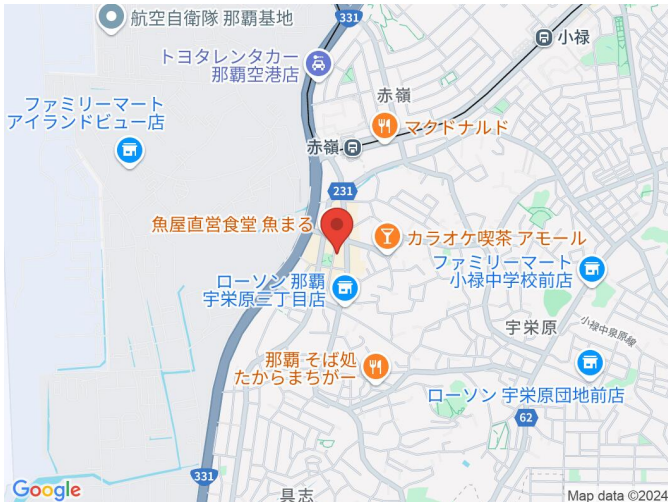 航空自衛隊 那覇基地
331
小禄
トヨタレンタカー
那覇空港店
赤嶺
ファミリーマート
アイランドビュー店
マクドナルド
赤嶺
231
魚屋直営食堂 魚まる
カラオケ喫茶 アモール
ファミリーマート
小禄中学校前店
ローソン 那覇
宇栄原二丁目店
宇栄原
小禄中泉原線
那覇 そば処
たからまちがー
ローソン 宇栄原団地前店
62
331
具志
Google
Map data ©2024